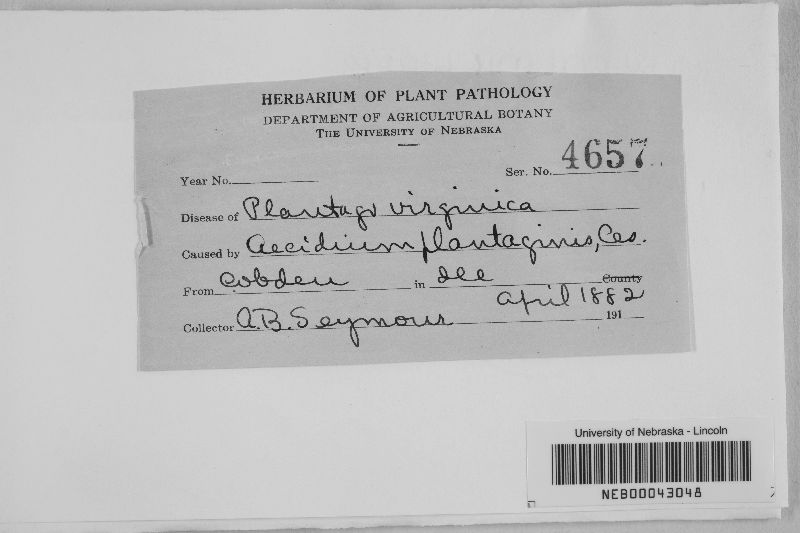 HERBARIUM OF PLANT PATHOLOGY
DEPARTMENT OF AGRICULTURAL BOTANY
THE UNIVERSITY OF NEBRASKA
Year No. Ser. No. 4657
Disease of Plantago virginica
Caused by Aecidium plantaginis, Ces.
From Cobden in Ill County
April 1882
Collector A.B. Seymour 191
University of Nebraska - Lincoln
NEB00043048